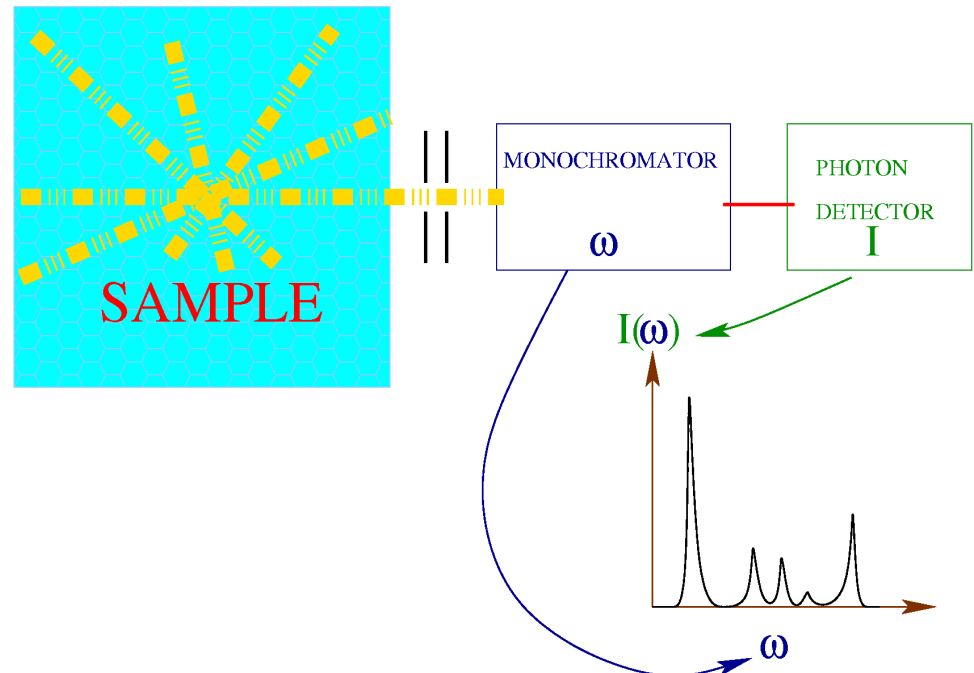 SAMPLE
MONOCHROMATOR
ω
PHOTON
DETECTOR
I
I(ω)
ω